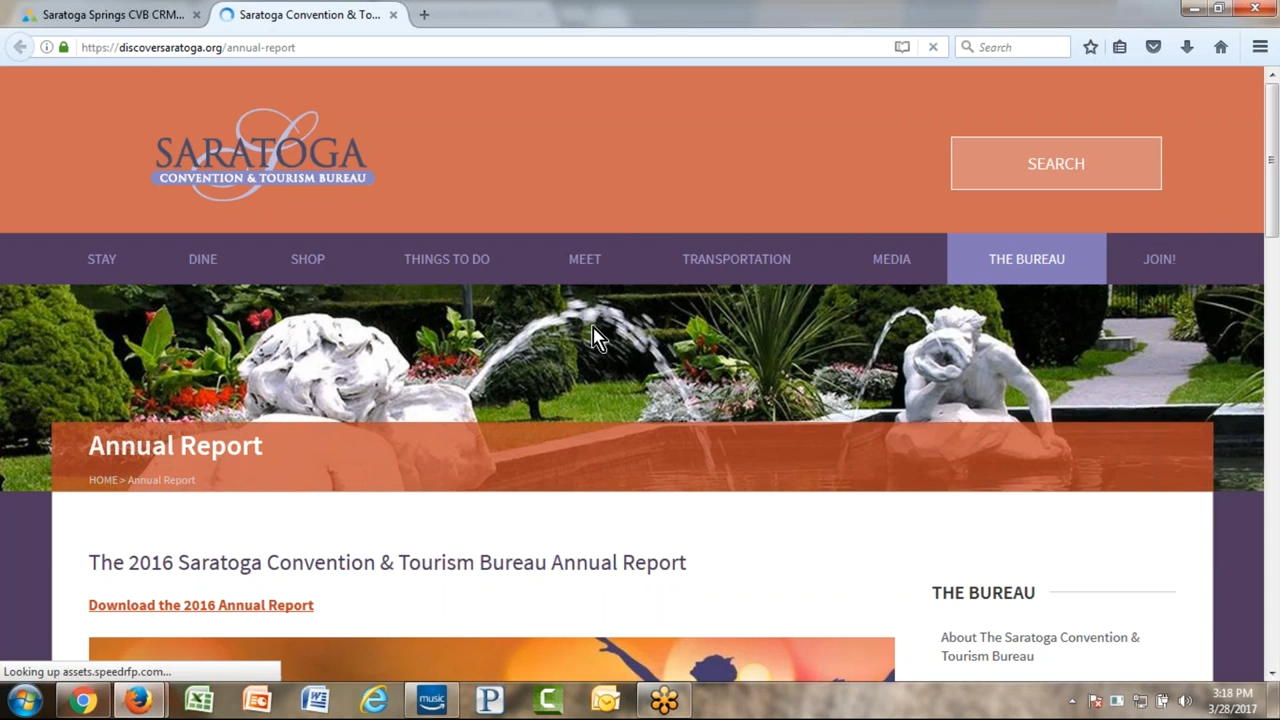 Saratoga Springs CVB CRM...
Saratoga Convention & To...
https://discoversaratoga.org/annual-report
Search
SARATOGA
CONVENTION & TOURISM BUREAU
SEARCH
STAY
DINE
SHOP
THINGS TO DO
MEET
TRANSPORTATION
MEDIA
THE BUREAU
JOIN!
Annual Report
HOME > Annual Report
The 2016 Saratoga Convention & Tourism Bureau Annual Report
Download the 2016 Annual Report
THE BUREAU
About The Saratoga Convention &
Tourism Bureau
Looking up assets.speedrfp.com...
music
3:18 PM
3/28/2017